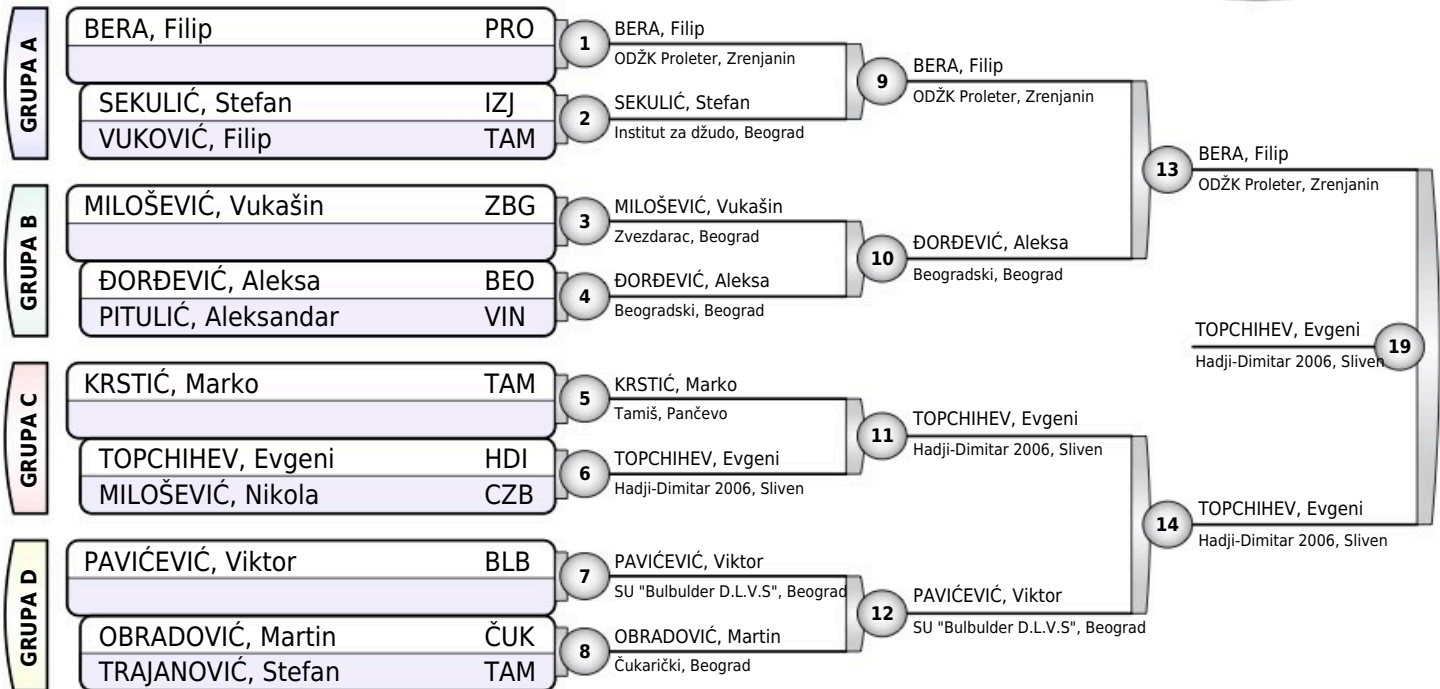 GRUPA A
BERA, Filip PRO
SEKULIĆ, Stefan IZJ
VUKOVIĆ, Filip TAM
GRUPA B
MILOŠEVIĆ, Vukašin ZBG
ĐORĐEVIĆ, Aleksa BEO
PITULIĆ, Aleksandar VIN
GRUPA C
KRSTIĆ, Marko TAM
TOPCHIHEV, Evgeni HDI
MILOŠEVIĆ, Nikola CZB
GRUPA D
PAVIĆEVIĆ, Viktor BLB
OBRADOVIĆ, Martin ČUK
TRAJANOVIĆ, Stefan TAM
1
BERA, Filip
ODŽK Proleter, Zrenjanin
2
SEKULIĆ, Stefan
Institut za džudo, Beograd
3
MILOŠEVIĆ, Vukašin
Zvezdarac, Beograd
4
ĐORĐEVIĆ, Aleksa
Beogradski, Beograd
5
KRSTIĆ, Marko
Tamiš, Pančevo
6
TOPCHIHEV, Evgeni
Hadji-Dimitar 2006, Sliven
7
PAVIĆEVIĆ, Viktor
SU "Bulbulder D.L.V.S", Beograd
8
OBRADOVIĆ, Martin
Čukarički, Beograd
9
BERA, Filip
ODŽK Proleter, Zrenjanin
10
ĐORĐEVIĆ, Aleksa
Beogradski, Beograd
11
TOPCHIHEV, Evgeni
Hadji-Dimitar 2006, Sliven
12
PAVIĆEVIĆ, Viktor
SU "Bulbulder D.L.V.S", Beograd
13
BERA, Filip
ODŽK Proleter, Zrenjanin
14
TOPCHIHEV, Evgeni
Hadji-Dimitar 2006, Sliven
TOPCHIHEV, Evgeni
Hadji-Dimitar 2006, Sliven
19